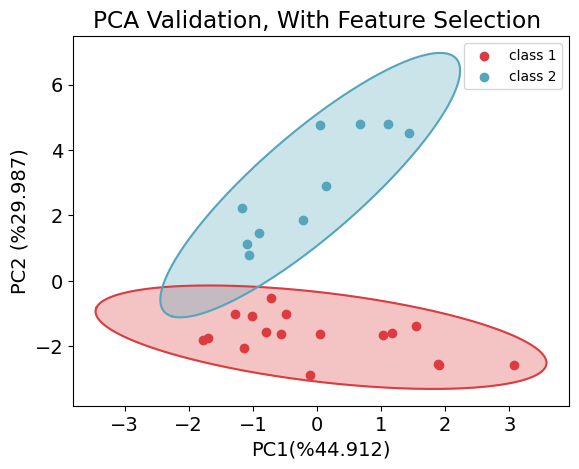 PCA Validation, With Feature Selection
class 1
class 2
6
4
2
0
−2
PC2 (%29.987)
−3
−2
−1
0
1
2
3
PC1(%44.912)